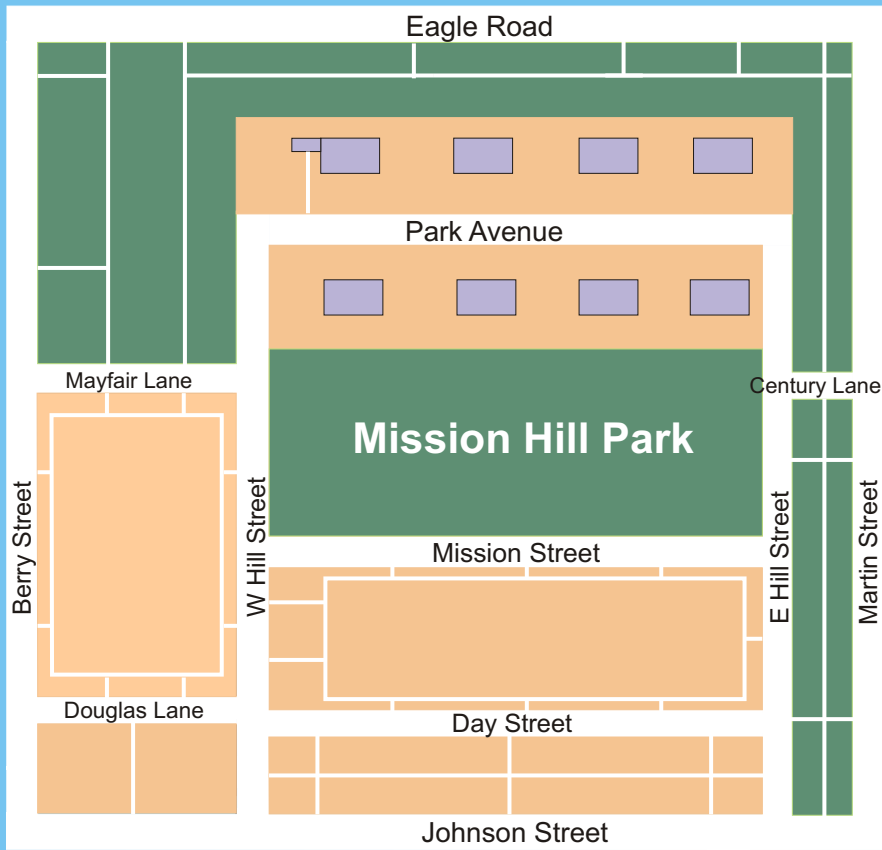 Eagle Road
Park Avenue
Mayfair Lane
Century Lane
Mission Hill Park
Berry Street
W Hill Street
E Hill Street
Martin Street
Mission Street
Douglas Lane
Day Street
Johnson Street